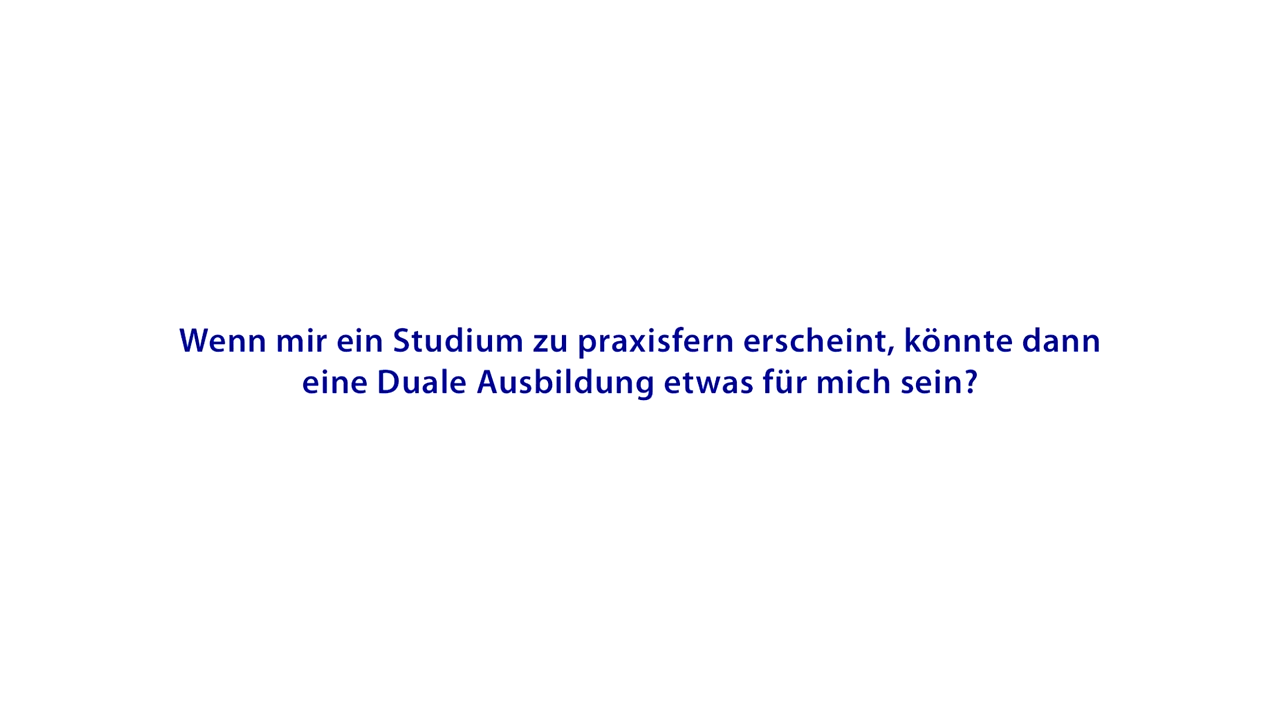 Wenn mir ein Studium zu praxisfern erscheint, könnte dann
eine Duale Ausbildung etwas für mich sein?